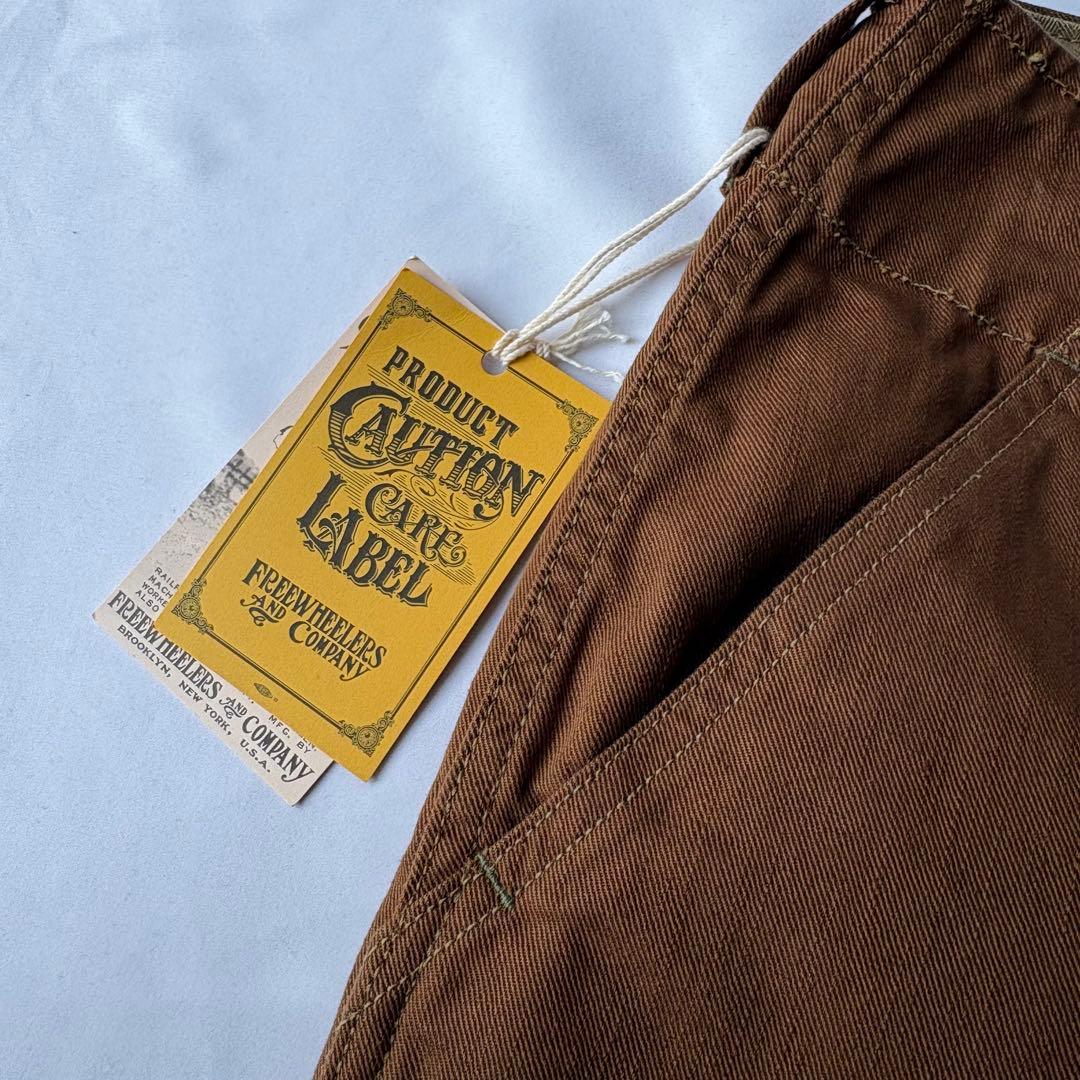 PRODUCT
CAUTION
CARE
LABEL
FREEWHEELERS
AND COMPANY
MFG. BY
FREEWHEELERS AND COMPANY
BROOKLYN, NEW YORK, U.S.A.